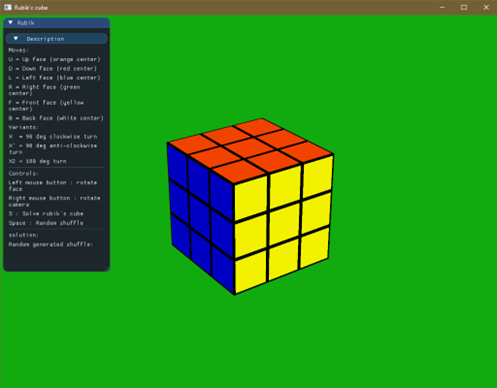 Rubik's cube
Rubik
Description
Moves:
U = Up face (orange center)
D = Down face (red center)
L = Left face (blue center)
R = Right face (green
center)
F = Front face (yellow
center)
B = Back face (white center)
Variants:
X  = 90 deg clockwise turn
X' = 90 deg anti-clockwise
turn
X2 = 180 deg turn
Controls:
Left mouse button : rotate
face
Right mouse button : rotate
camera
S : Solve rubik's cube
Space : Random shuffle
solution:
Random generated shuffle: